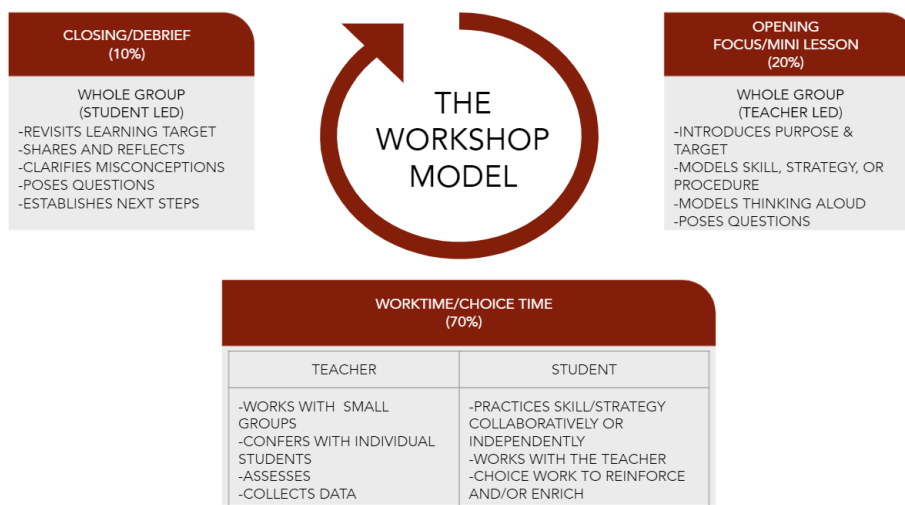 CLOSING/DEBRIEF
(10%)
WHOLE GROUP
(STUDENT LED)
-REVISITS LEARNING TARGET
-SHARES AND REFLECTS
-CLARIFIES MISCONCEPTIONS
-POSES QUESTIONS
-ESTABLISHES NEXT STEPS
THE
WORKSHOP
MODEL
OPENING
FOCUS/MINI LESSON
(20%)
WHOLE GROUP
(TEACHER LED)
-INTRODUCES PURPOSE &
TARGET
-MODELS SKILL, STRATEGY, OR
PROCEDURE
-MODELS THINKING ALOUD
-POSES QUESTIONS
WORKTIME/CHOICE TIME
(70%)
TEACHER
-WORKS WITH SMALL
GROUPS
-CONFERS WITH INDIVIDUAL
STUDENTS
-ASSESSES
-COLLECTS DATA
STUDENT
-PRACTICES SKILL/STRATEGY
COLLABORATIVELY OR
INDEPENDENTLY
-WORKS WITH THE TEACHER
-CHOICE WORK TO REINFORCE
AND/OR ENRICH